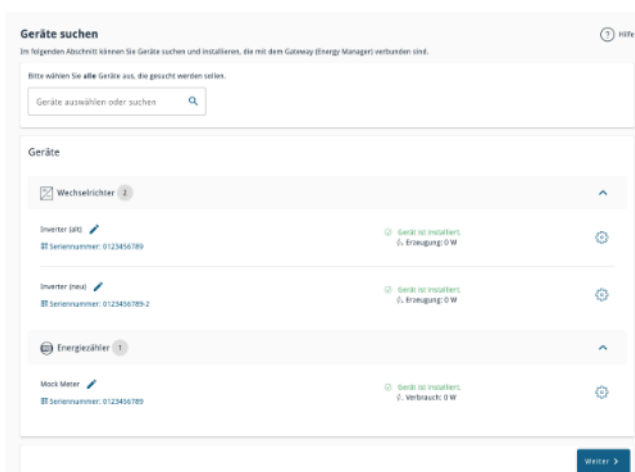 Geräte suchen
Hilfe
Im folgenden Abschnitt können Sie Geräte suchen und installieren, die mit dem Gateway (Energy Manager) verbunden sind.
Bitte wählen Sie alle Geräte aus, die gesucht werden sollen.
Geräte auswählen oder suchen
Geräte
Wechselrichter 2
Inverter (alt)
Seriennummer: 0123456789
Gerät ist installiert.
Erzeugung: 0 W
Inverter (neu)
Seriennummer: 0123456789-2
Gerät ist installiert.
Erzeugung: 0 W
Energiezähler 1
Mock Meter
Seriennummer: 0123456789
Gerät ist installiert.
Verbrauch: 0 W
Weiter